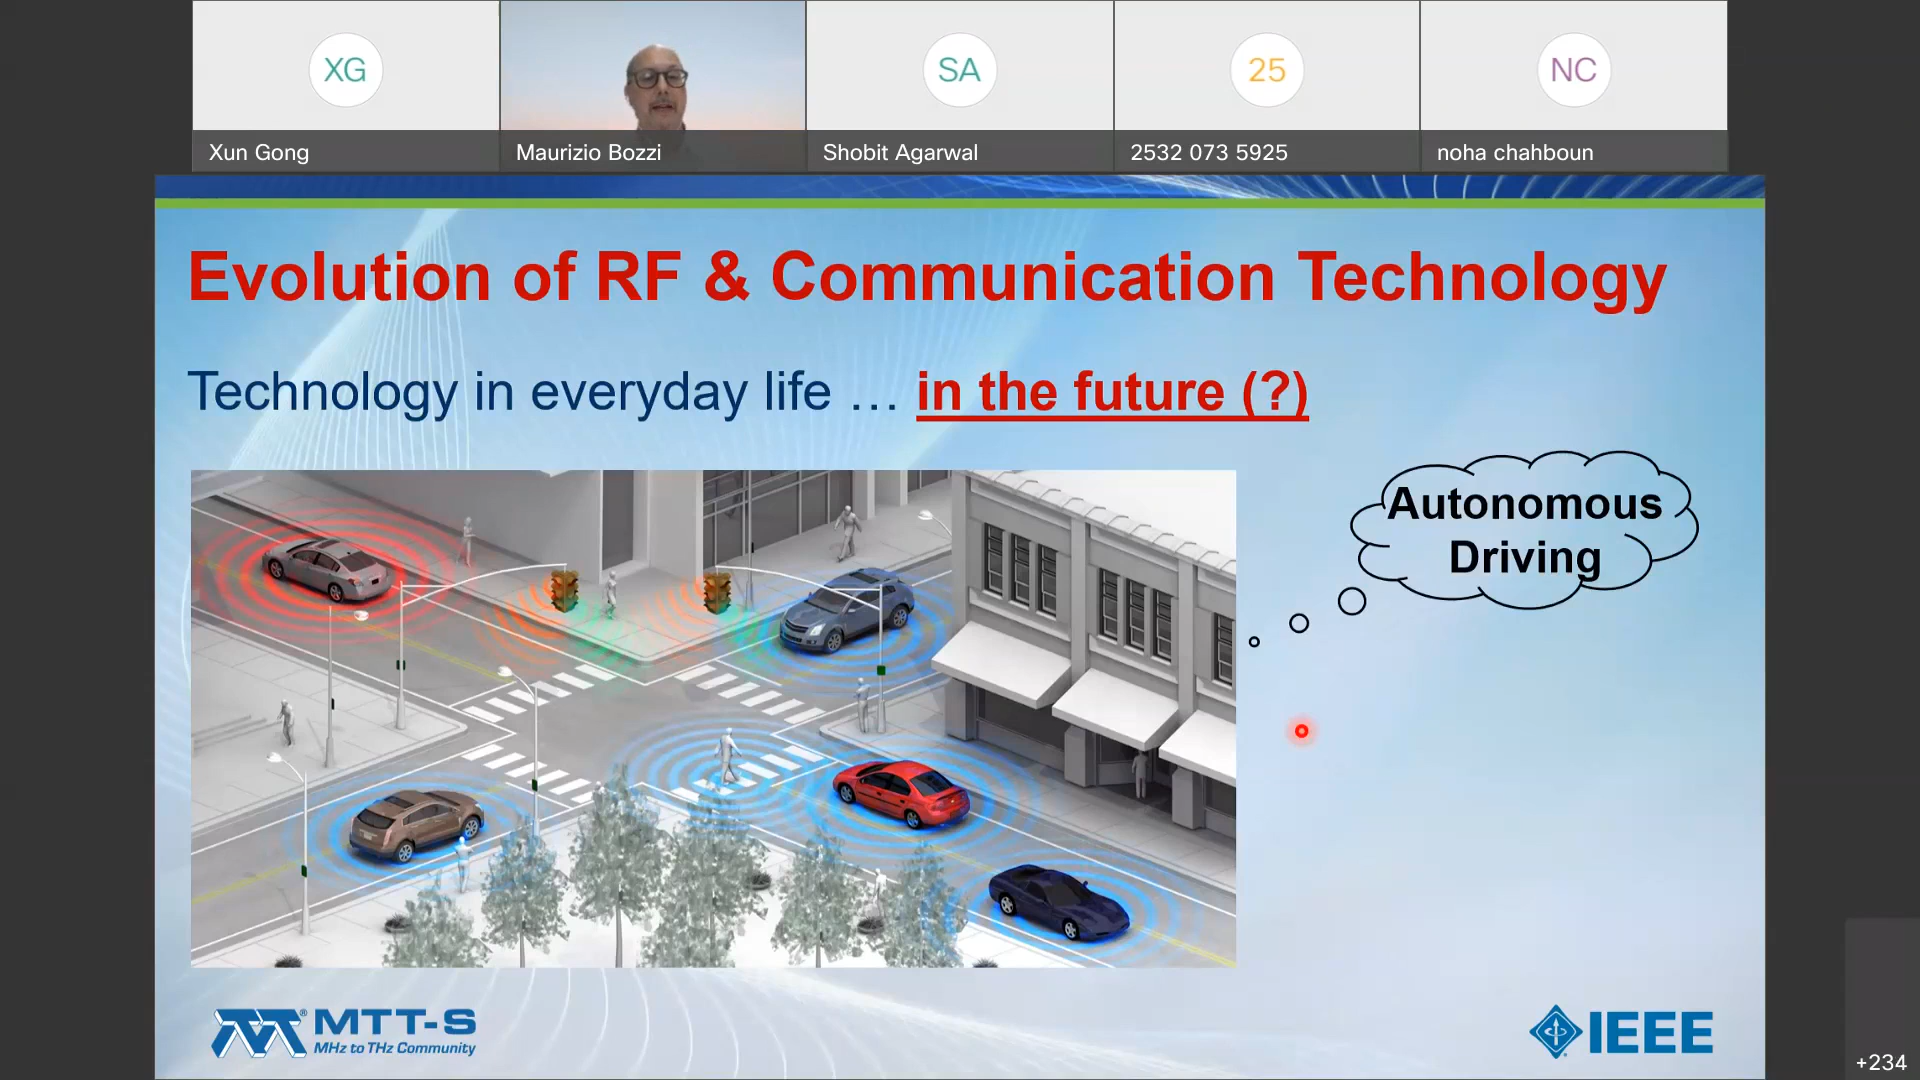 XG
SA
25
NC
Xun Gong
Maurizio Bozzi
Shobit Agarwal
2532 073 5925
noha chahboun
Evolution of RF & Communication Technology
Technology in everyday life … in the future (?)
Autonomous
Driving
MTT-S
MHz to THz Community
IEEE
+234